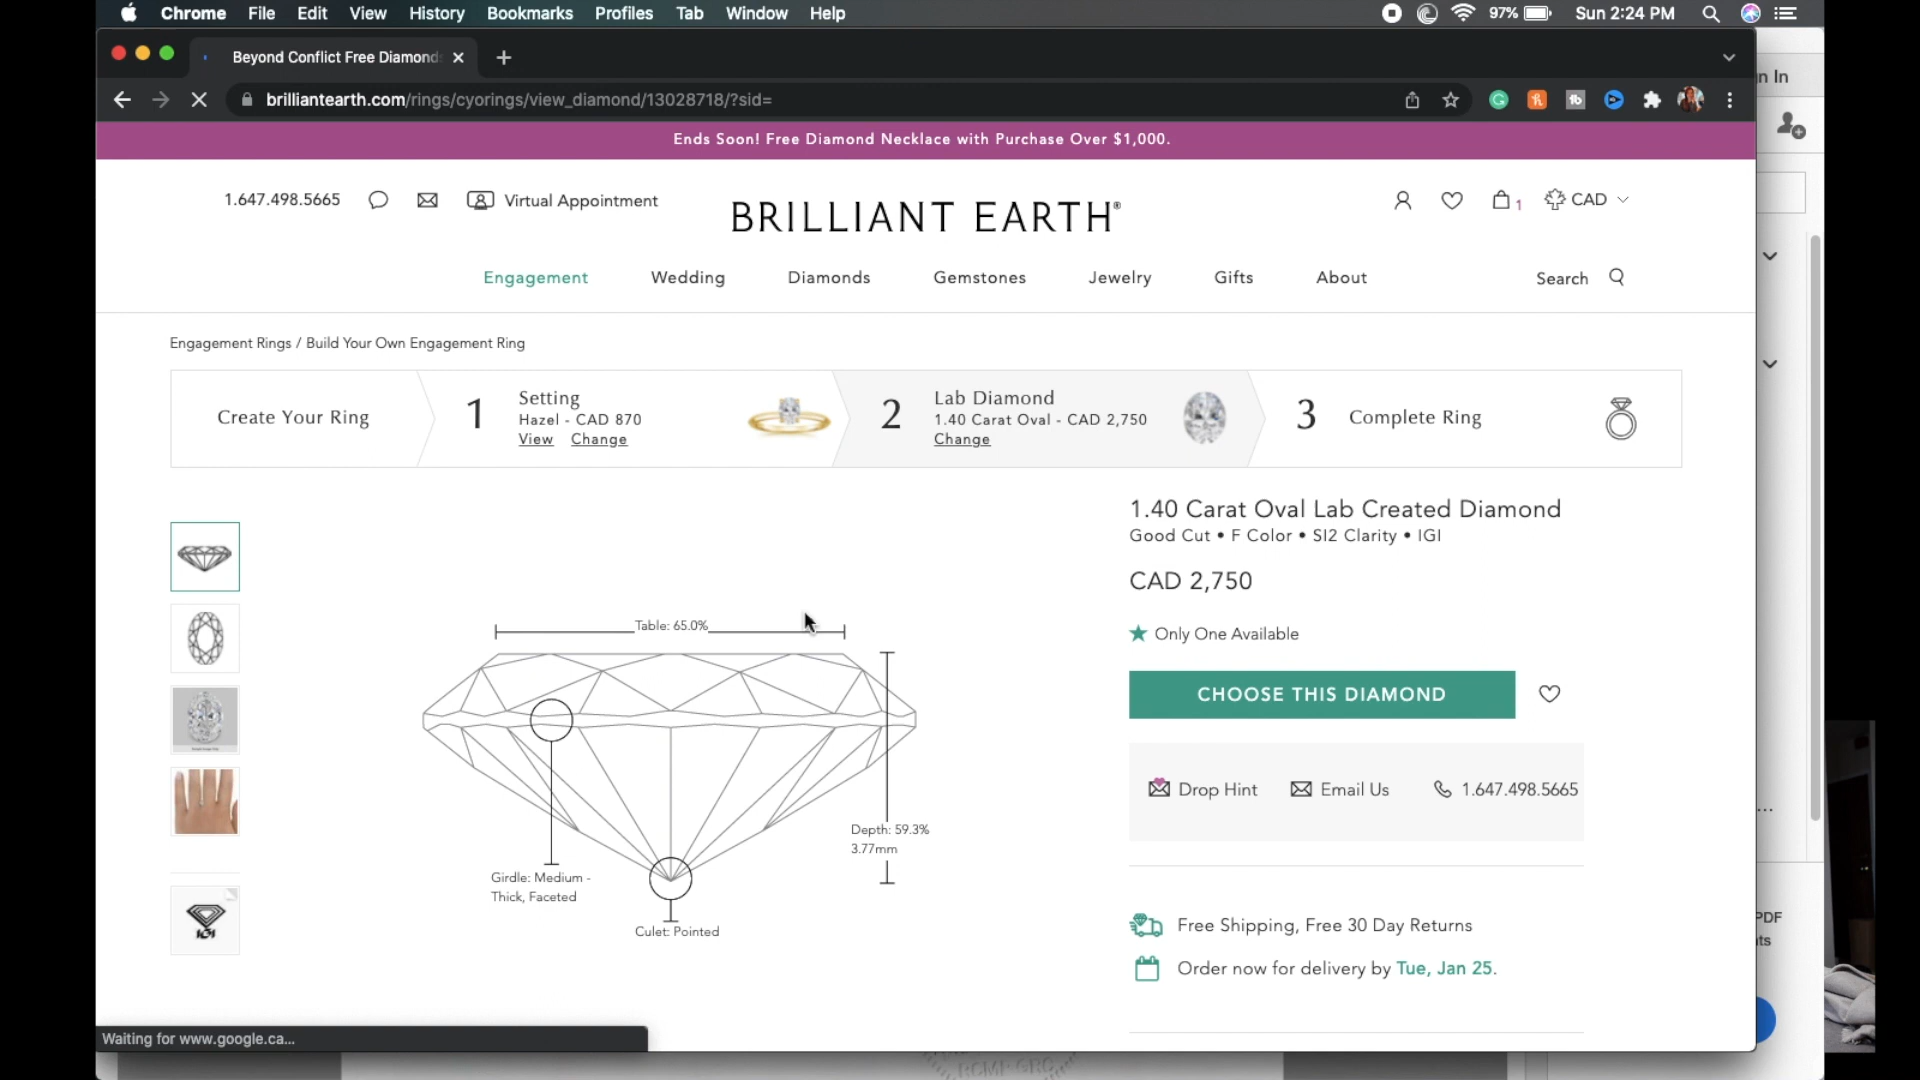 Chrome File Edit View History Bookmarks Profiles Tab Window Help 97% Sun 2:24 PM
Beyond Conflict Free Diamond
n In
brilliantearth.com/rings/cyorings/view_diamond/13028718/?sid=
Ends Soon! Free Diamond Necklace with Purchase Over $1,000.
1.647.498.5665 Virtual Appointment BRILLIANT EARTH® 1 CAD
Engagement Wedding Diamonds Gemstones Jewelry Gifts About Search
Engagement Rings / Build Your Own Engagement Ring
Create Your Ring
1 Setting
Hazel - CAD 870
View Change
2 Lab Diamond
1.40 Carat Oval - CAD 2,750
Change
3 Complete Ring
1.40 Carat Oval Lab Created Diamond
Good Cut • F Color • SI2 Clarity • IGI
CAD 2,750
Only One Available
CHOOSE THIS DIAMOND
Drop Hint Email Us 1.647.498.5665
Free Shipping, Free 30 Day Returns
Order now for delivery by Tue, Jan 25.
Table: 65.0%
Depth: 59.3%
3.77mm
Girdle: Medium -
Thick, Faceted
Culet: Pointed
IGI
PDF
ts
Waiting for www.google.ca...